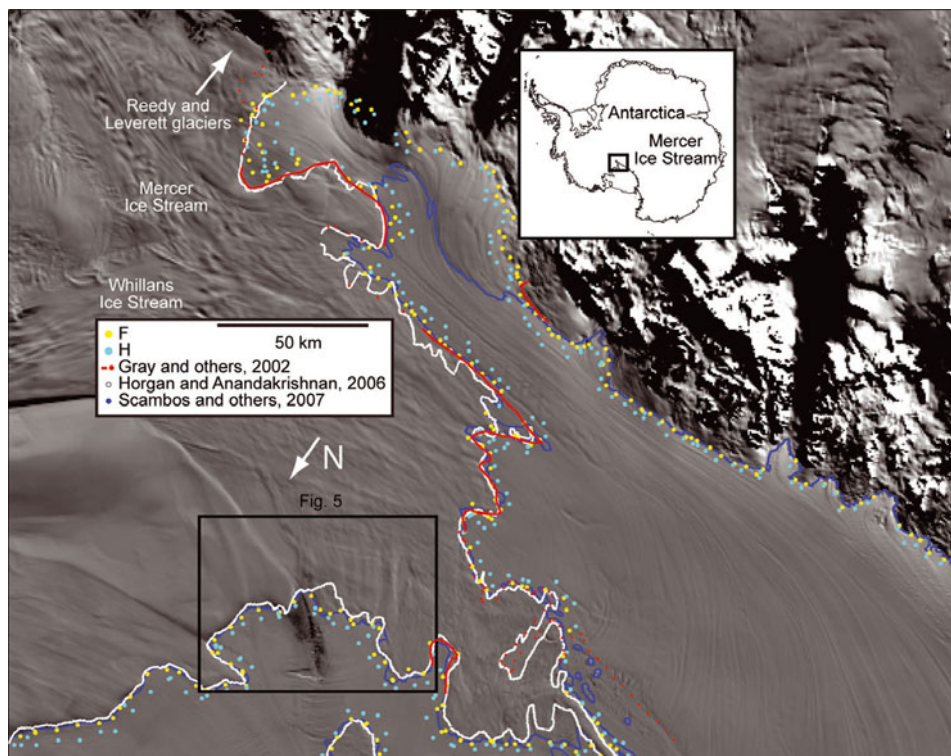 Reedy and
Leverett glaciers
Antarctica
Mercer
Ice Stream
Mercer
Ice Stream
Whillans
Ice Stream
50 km
F
H
Gray and others, 2002
Horgan and Anandakrishnan, 2006
Scambos and others, 2007
N
Fig. 5